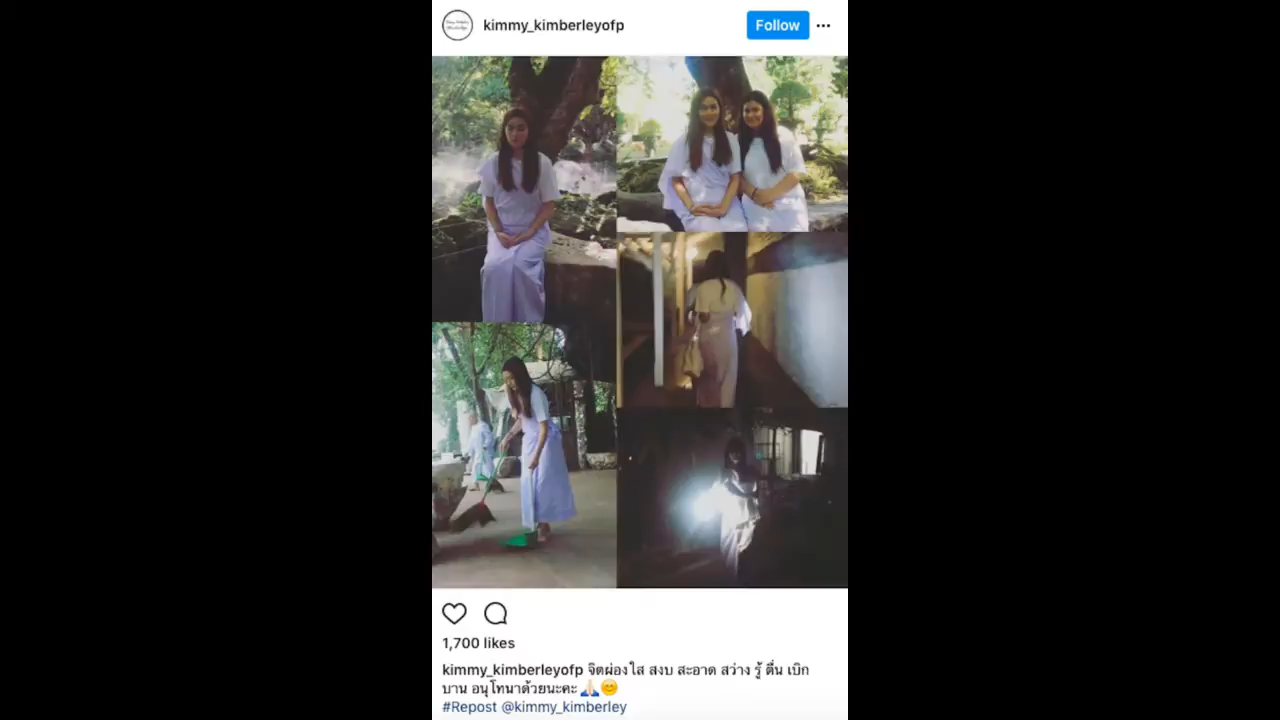 kimmy_kimberleyofp
Follow
1,700 likes
kimmy_kimberleyofp จิตผ่องใส สงบ สะอาด สว่าง รู้ ตื่น เบิก
บาน อนุโทนาด้วยนะคะ 🙏🏻😊
#Repost @kimmy_kimberley